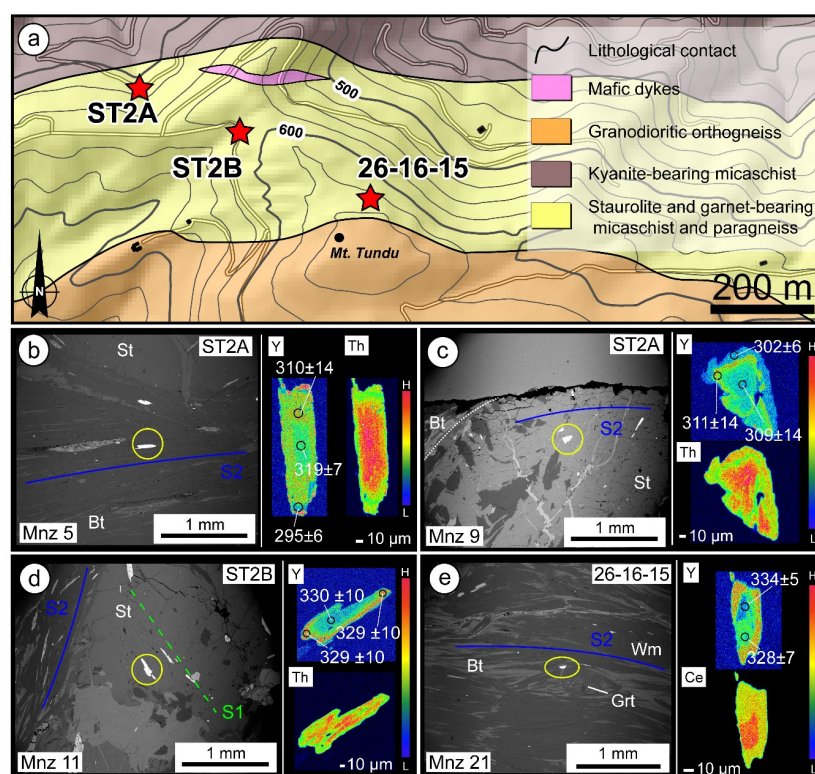 a
ST2A
ST2B
26-16-15
500
600
Mt. Tundu
N
Lithological contact
Mafic dykes
Granodioritic orthogneiss
Kyanite-bearing micaschist
Staurolite and garnet-bearing
micaschist and paragneiss
200 m
b
ST2A
St
S2
Bt
Mnz 5
1 mm
Y
Th
310±14
319±7
295±6
10 µm
H
L
c
ST2A
Bt
S2
St
Mnz 9
1 mm
Y
302±6
311±14
309±14
Th
10 µm
H
L
d
ST2B
S2
St
S1
Mnz 11
1 mm
Y
330 ±10
329 ±10
329 ±10
Th
10 µm
H
L
e
26-16-15
S2
Wm
Bt
Grt
Mnz 21
1 mm
Y
334±5
328±7
Ce
10 µm
H
L